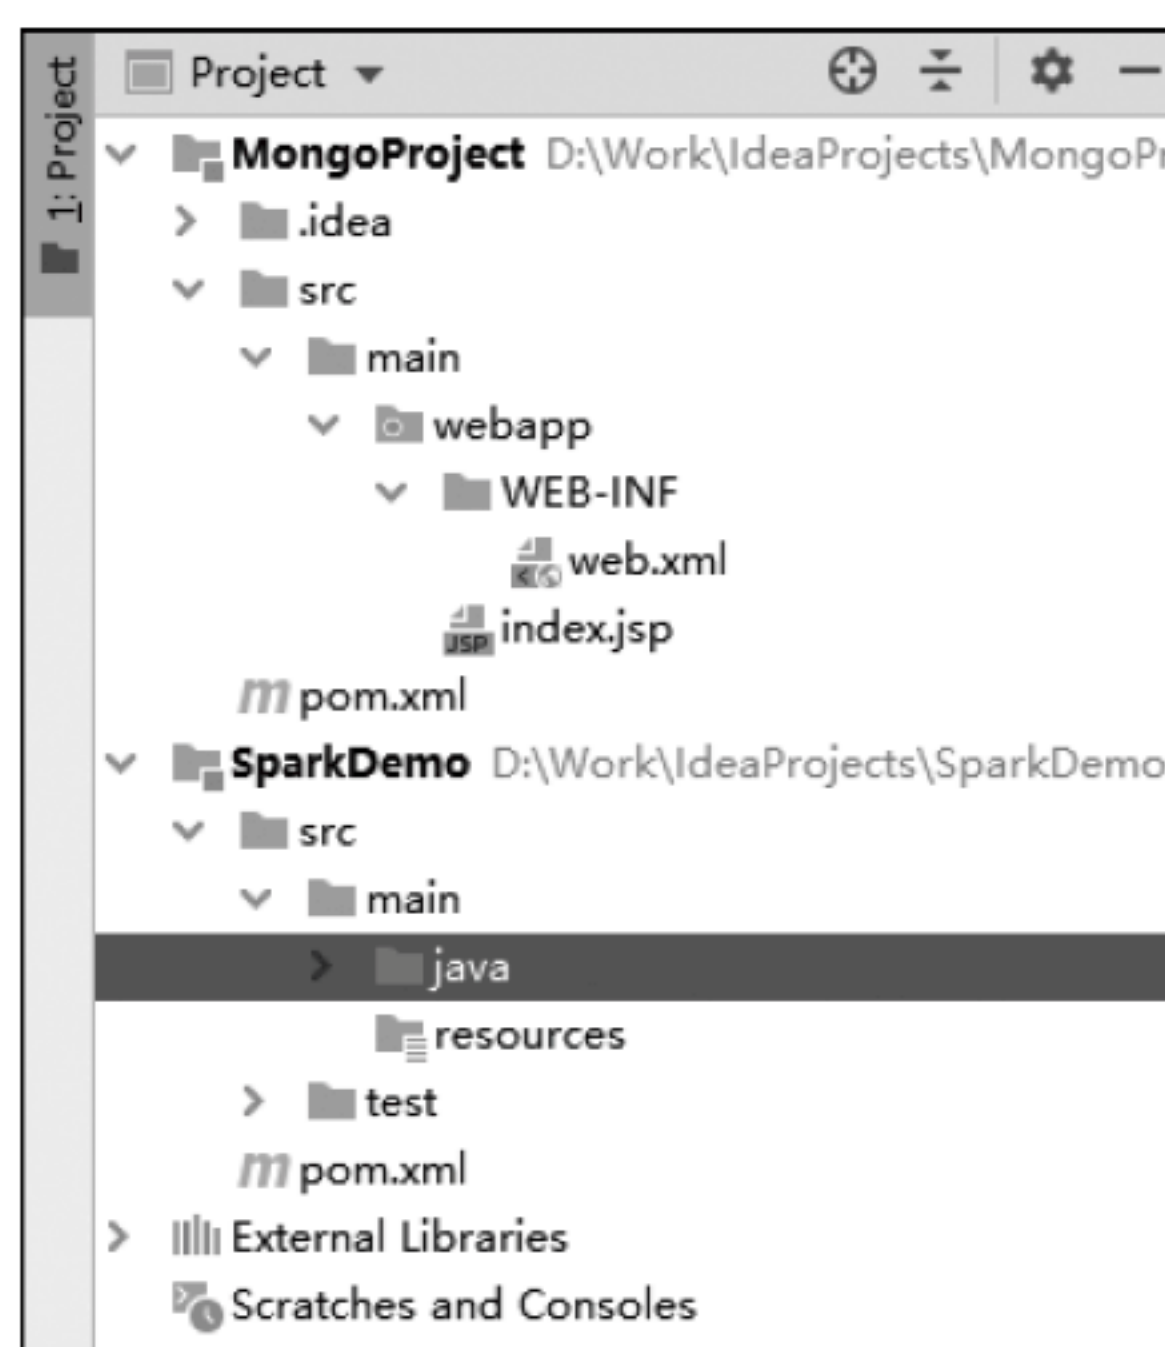 Project
1: Project
MongoProject D:\Work\IdeaProjects\MongoPr
.idea
src
main
webapp
WEB-INF
web.xml
JSP index.jsp
m pom.xml
SparkDemo D:\Work\IdeaProjects\SparkDemo
src
main
java
resources
test
m pom.xml
External Libraries
Scratches and Consoles